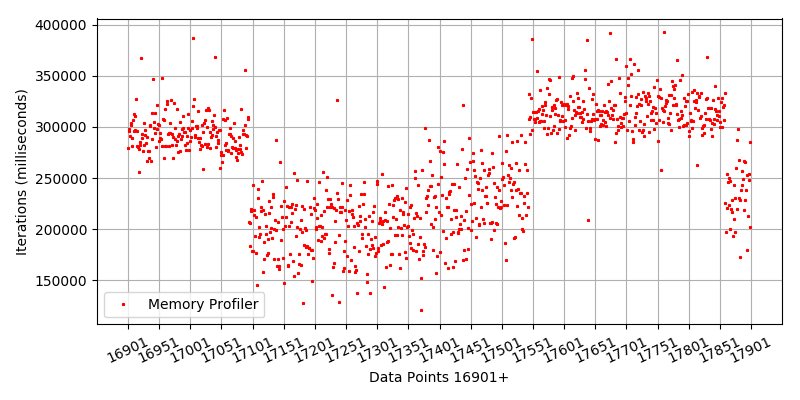 400000
350000
300000
250000
200000
150000
Iterations (milliseconds)
Memory Profiler
16901 16951 17001 17051 17101 17151 17201 17251 17301 17351 17401 17451 17501 17551 17601 17651 17701 17751 17801 17851 17901
Data Points 16901+